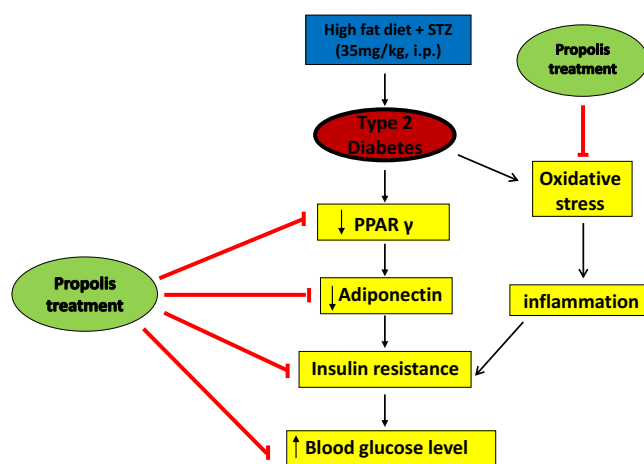 High fat diet + STZ
(35mg/kg, i.p.)
Propolis
treatment
Type 2
Diabetes
Oxidative
stress
↓ PPAR γ
Propolis
treatment
↓ Adiponectin
inflammation
Insulin resistance
↑ Blood glucose level